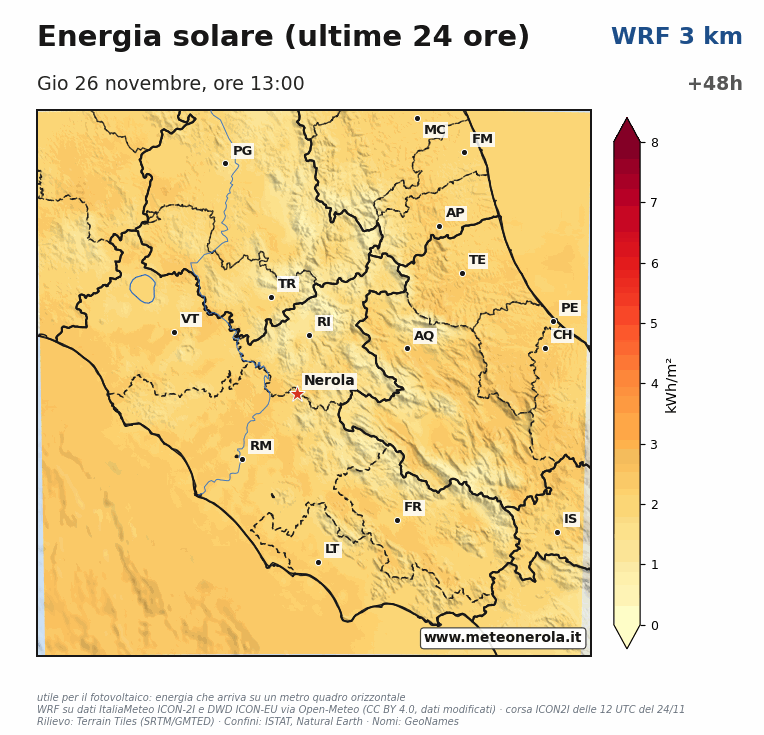 Energia solare (ultime 24 ore)
WRF 3 km
Gio 26 novembre, ore 13:00
+48h
MC
FM
PG
AP
TE
TR
PE
VT
RI
AQ
CH
Nerola
RM
FR
IS
LT
www.meteonerola.it
8
7
6
5
4
3
2
1
0
kWh/m²
utile per il fotovoltaico: energia che arriva su un metro quadro orizzontale
WRF su dati ItaliaMeteo ICON-2I e DWD ICON-EU via Open-Meteo (CC BY 4.0, dati modificati) · corsa ICON2I delle 12 UTC del 24/11
Rilievo: Terrain Tiles (SRTM/GMTED) · Confini: ISTAT, Natural Earth · Nomi: GeoNames